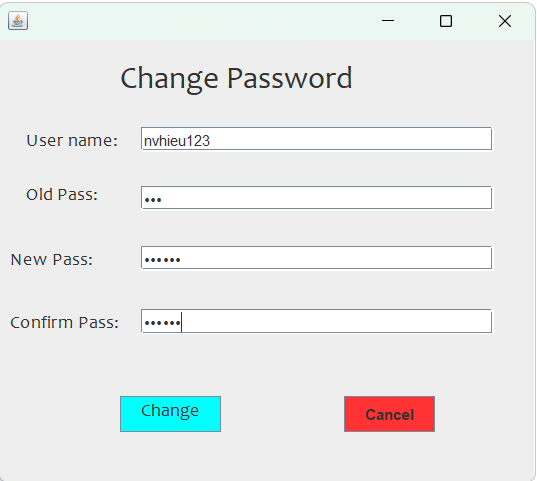 Change Password
User name: nvhieu123
Old Pass: •••
New Pass: ••••••
Confirm Pass: ••••••
Change Cancel